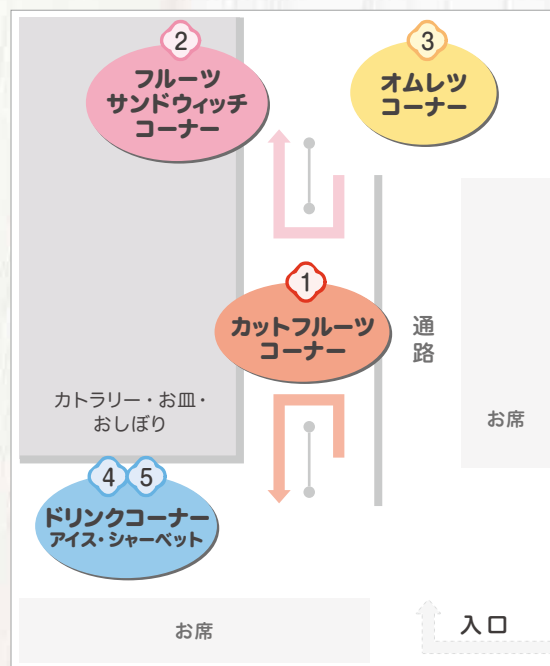 2
フルーツ
サンドウィッチ
コーナー
3
オムレツ
コーナー
1
カットフルーツ
コーナー
通路
カトラリー・お皿・
おしぼり
お席
4 5
ドリンクコーナー
アイス・シャーベット
お席
入口